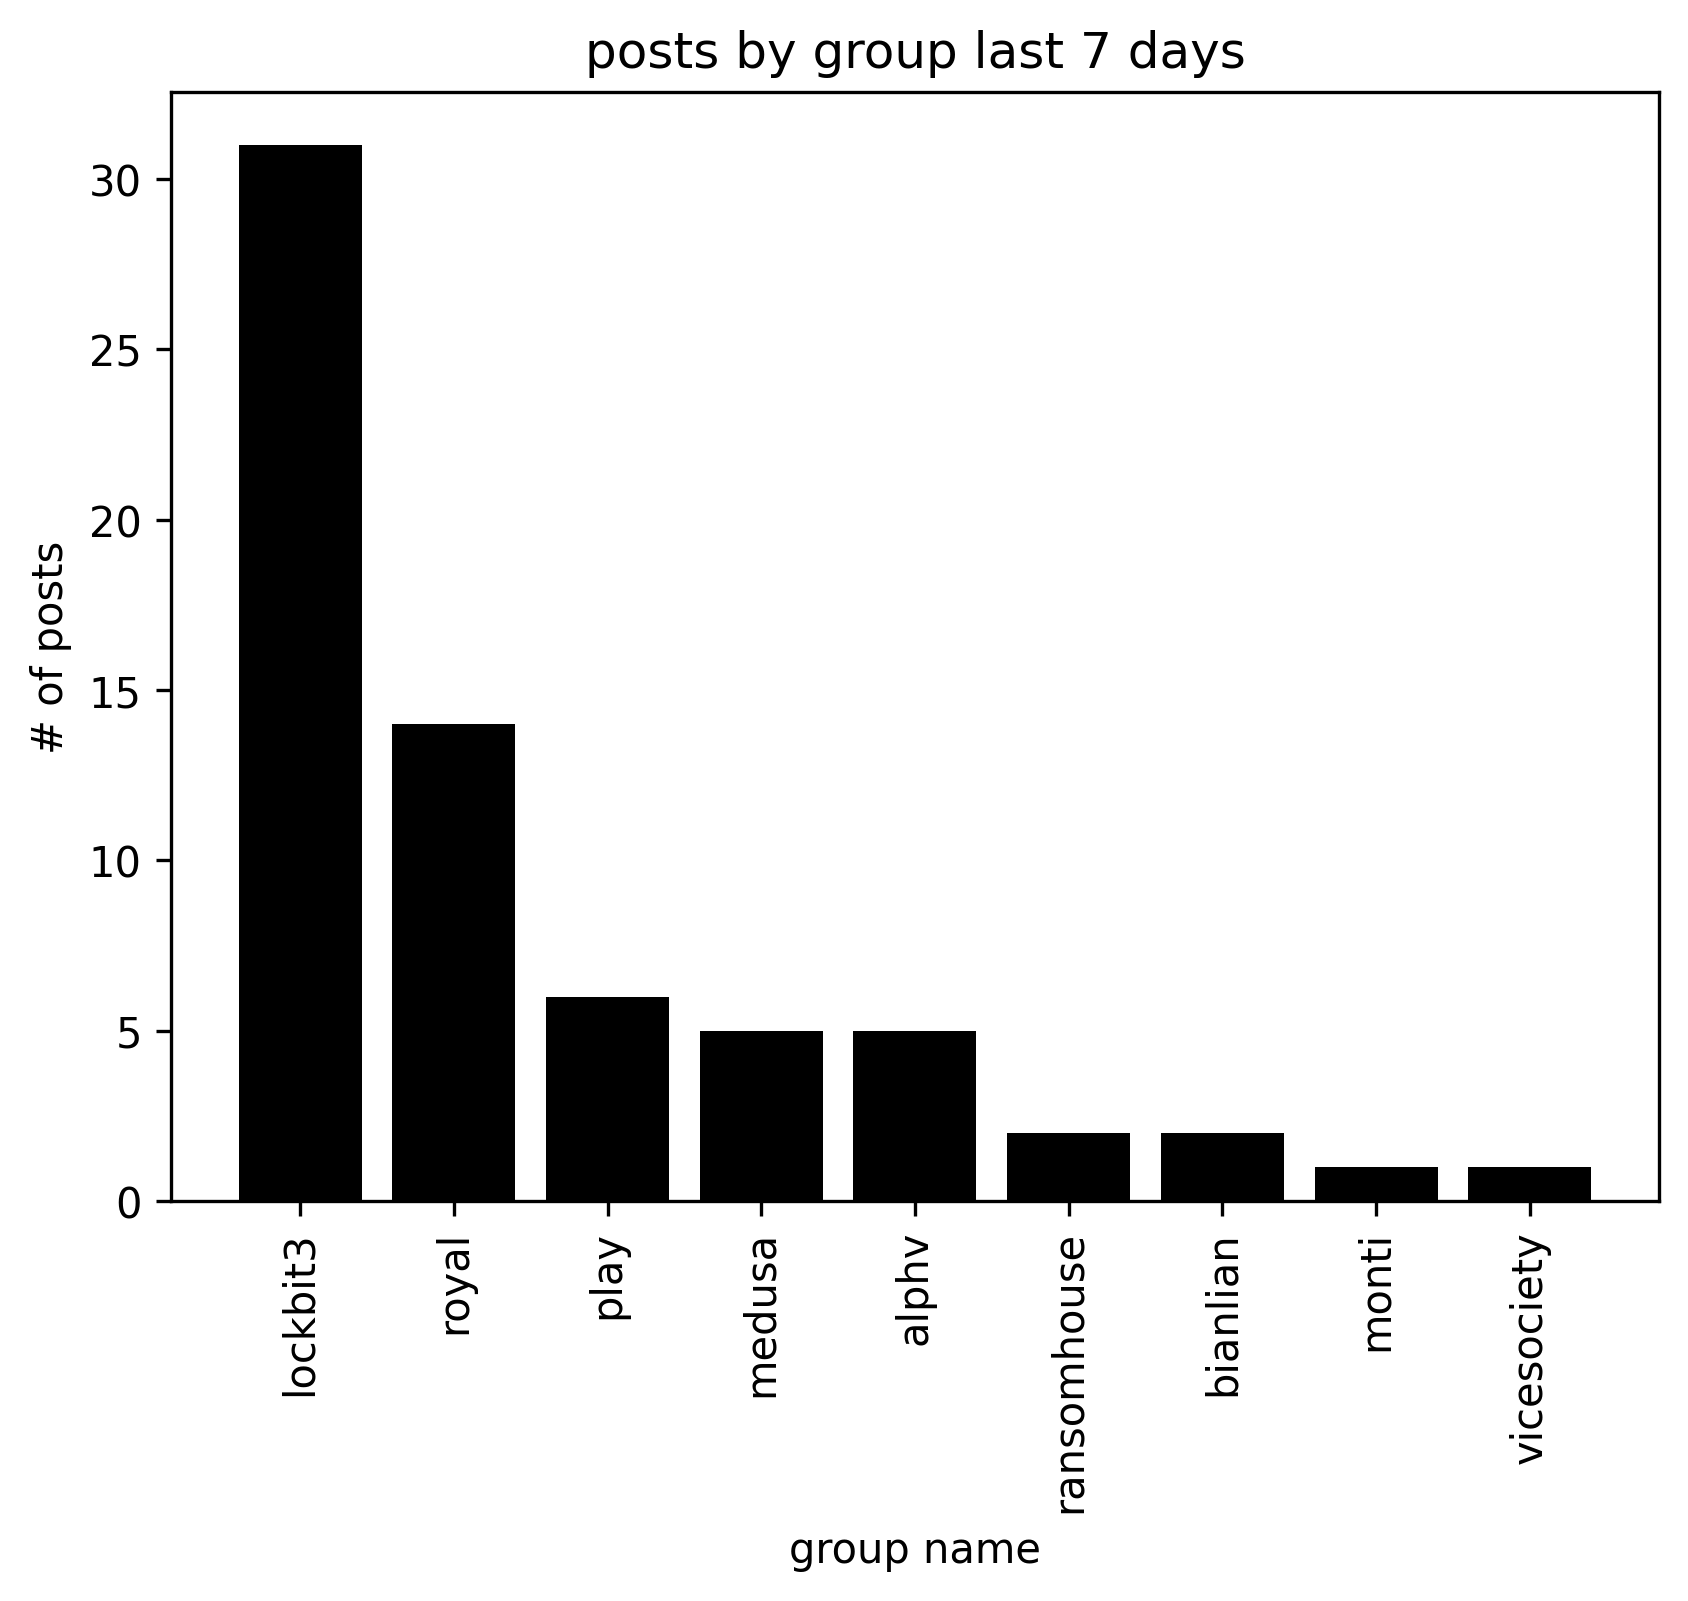 posts by group last 7 days
# of posts
30
25
20
15
10
5
0
lockbit3
royal
play
medusa
alphv
ransomhouse
bianlian
monti
vicesociety
group name